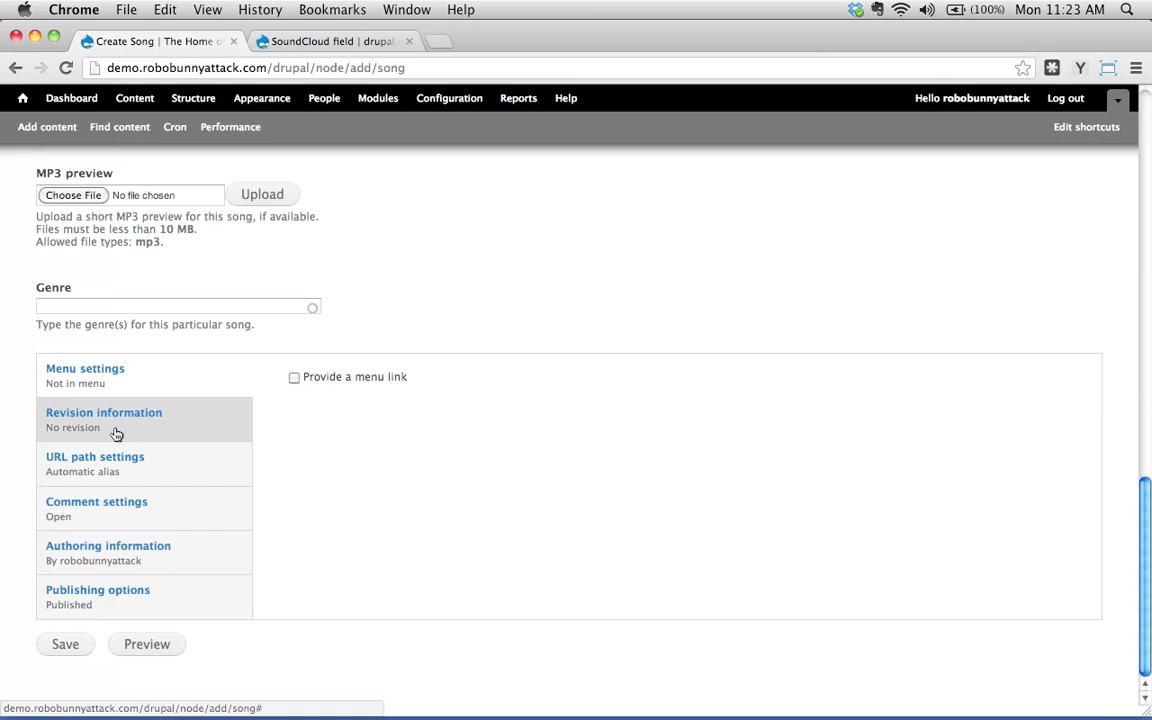 Chrome File Edit View History Bookmarks Window Help (100%) Mon 11:23 AM
Create Song | The Home o SoundCloud field | drupal.
demo.robobunnyattack.com/drupal/node/add/song
Dashboard Content Structure Appearance People Modules Configuration Reports Help Hello robobunnyattack Log out
Add content Find content Cron Performance Edit shortcuts
MP3 preview
Choose File No file chosen Upload
Upload a short MP3 preview for this song, if available.
Files must be less than 10 MB.
Allowed file types: mp3.
Genre
Type the genre(s) for this particular song.
Menu settings
Not in menu
Provide a menu link
Revision information
No revision
URL path settings
Automatic alias
Comment settings
Open
Authoring information
By robobunnyattack
Publishing options
Published
Save Preview
demo.robobunnyattack.com/drupal/node/add/song#